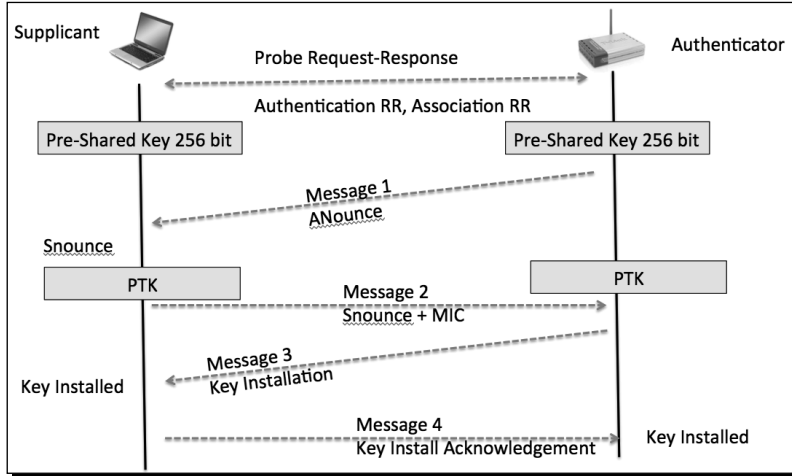 Supplicant
Authenticator
Probe Request-Response
Authentication RR, Association RR
Pre-Shared Key 256 bit
Pre-Shared Key 256 bit
Message 1
ANounce
Snounce
PTK
PTK
Message 2
Snounce + MIC
Message 3
Key Installation
Key Installed
Message 4
Key Install Acknowledgement
Key Installed